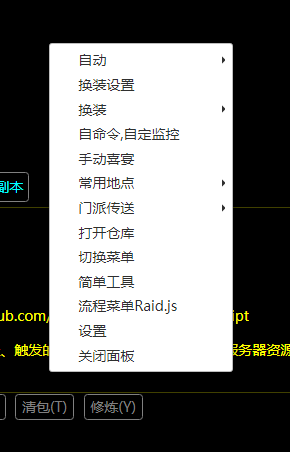 自动
换装设置
换装
自命令,自定监控
手动喜宴
副本
常用地点
门派传送
打开仓库
切换菜单
简单工具
流程菜单Raid.js
ub.com/ ipt
设置
、触发的 服务器资源
关闭面板
清包(T) 修炼(Y)